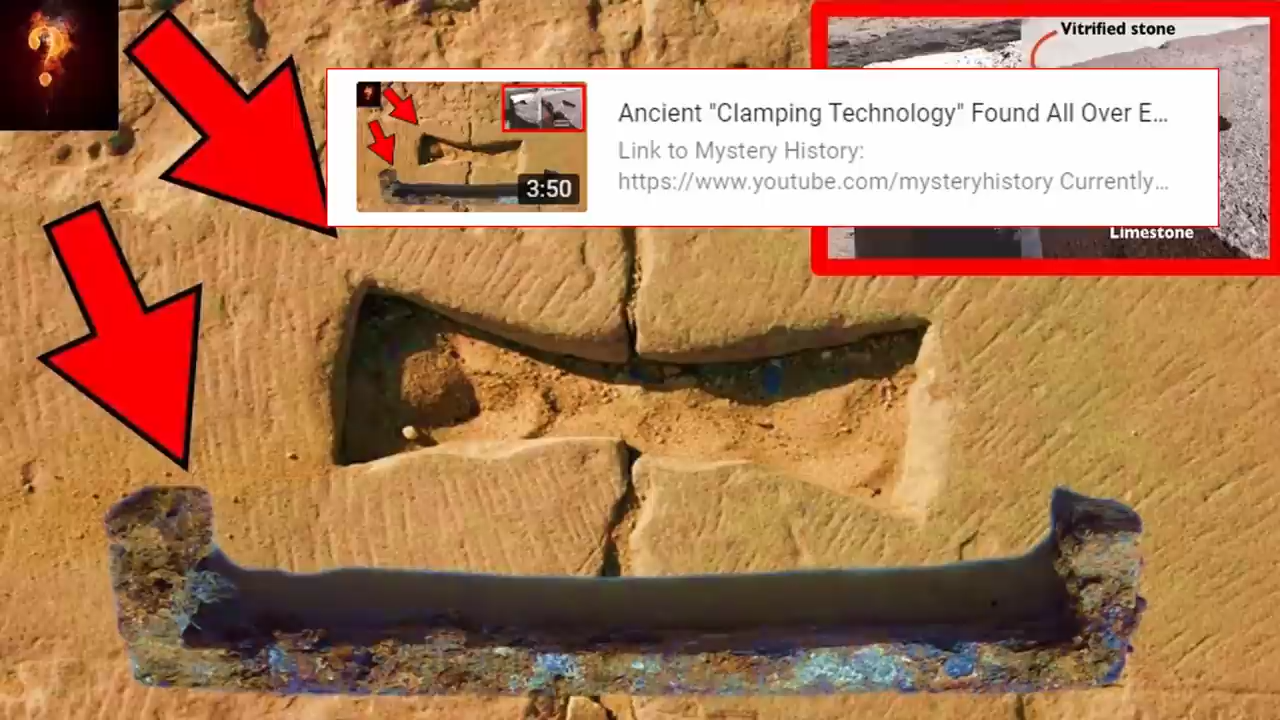 Vitrified stone
Ancient "Clamping Technology" Found All Over E...
Link to Mystery History:
https://www.youtube.com/mysteryhistory Currently...
3:50
Limestone